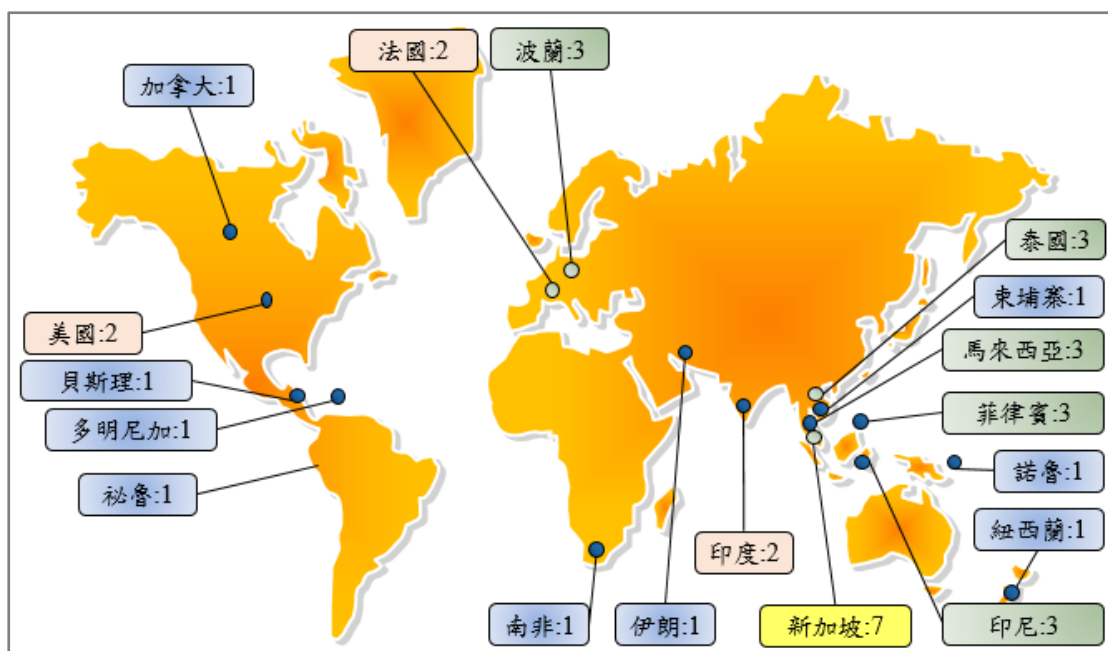 法國:2
波蘭:3
加拿大:1
泰國:3
柬埔寨:1
美國:2
馬來西亞:3
貝斯理:1
菲律賓:3
多明尼加:1
諾魯:1
祕魯:1
紐西蘭:1
印度:2
南非:1
伊朗:1
新加坡:7
印尼:3